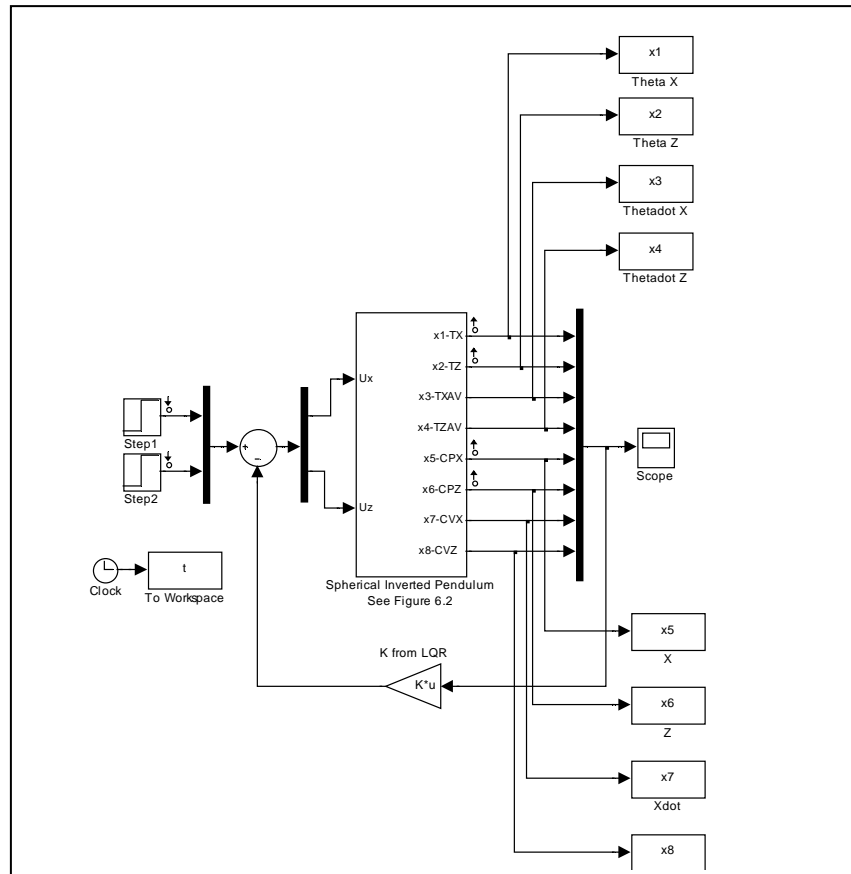 x1
Theta X
x2
Theta Z
x3
Thetadot X
x4
Thetadot Z
x1-TX
x2-TZ
x3-TXAV
x4-TZAV
x5-CPX
x6-CPZ
x7-CVX
x8-CVZ
Ux
Uz
Step1
Step2
+
-
Scope
Spherical Inverted Pendulum
See Figure 6.2
Clock
t
To Workspace
K from LQR
K*u
x5
X
x6
Z
x7
Xdot
x8